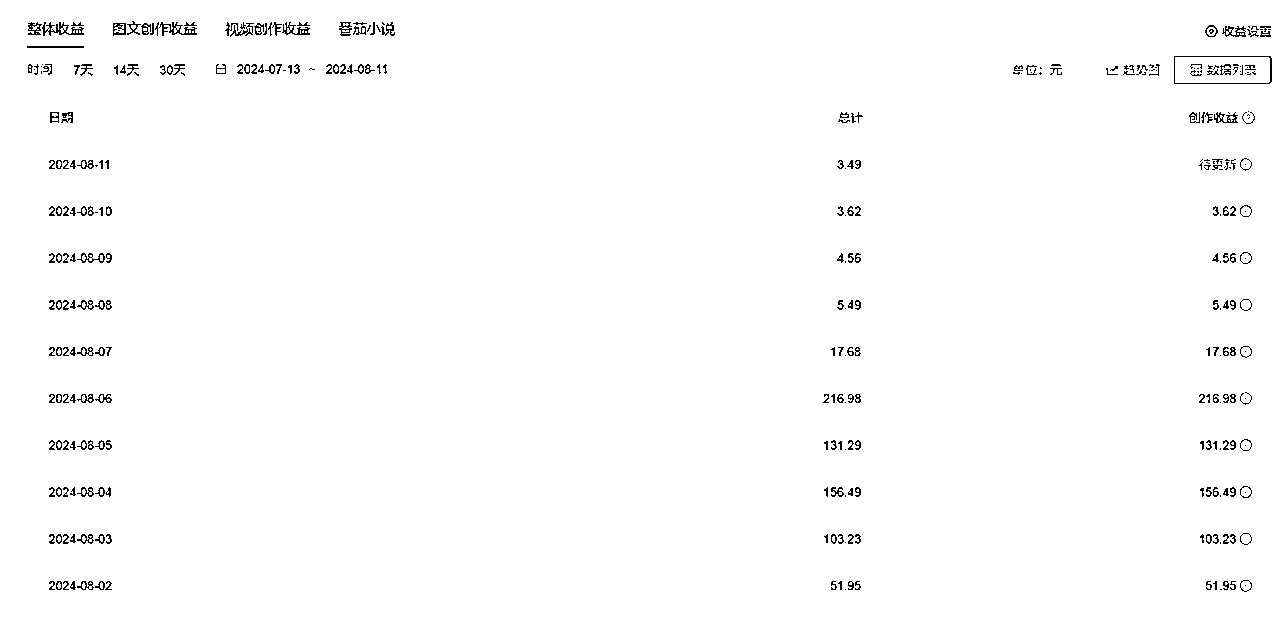 整体收益 图文创作收益 视频创作收益 番茄小说 收益设置
时间 7天 14天 30天 2024-07-13 ~ 2024-08-11 单位：元 趋势图 数据列表
日期 总计 创作收益
2024-08-11 3.49 待更新
2024-08-10 3.62 3.62
2024-08-09 4.56 4.56
2024-08-08 5.49 5.49
2024-08-07 17.68 17.68
2024-08-06 216.98 216.98
2024-08-05 131.29 131.29
2024-08-04 156.49 156.49
2024-08-03 103.23 103.23
2024-08-02 51.95 51.95